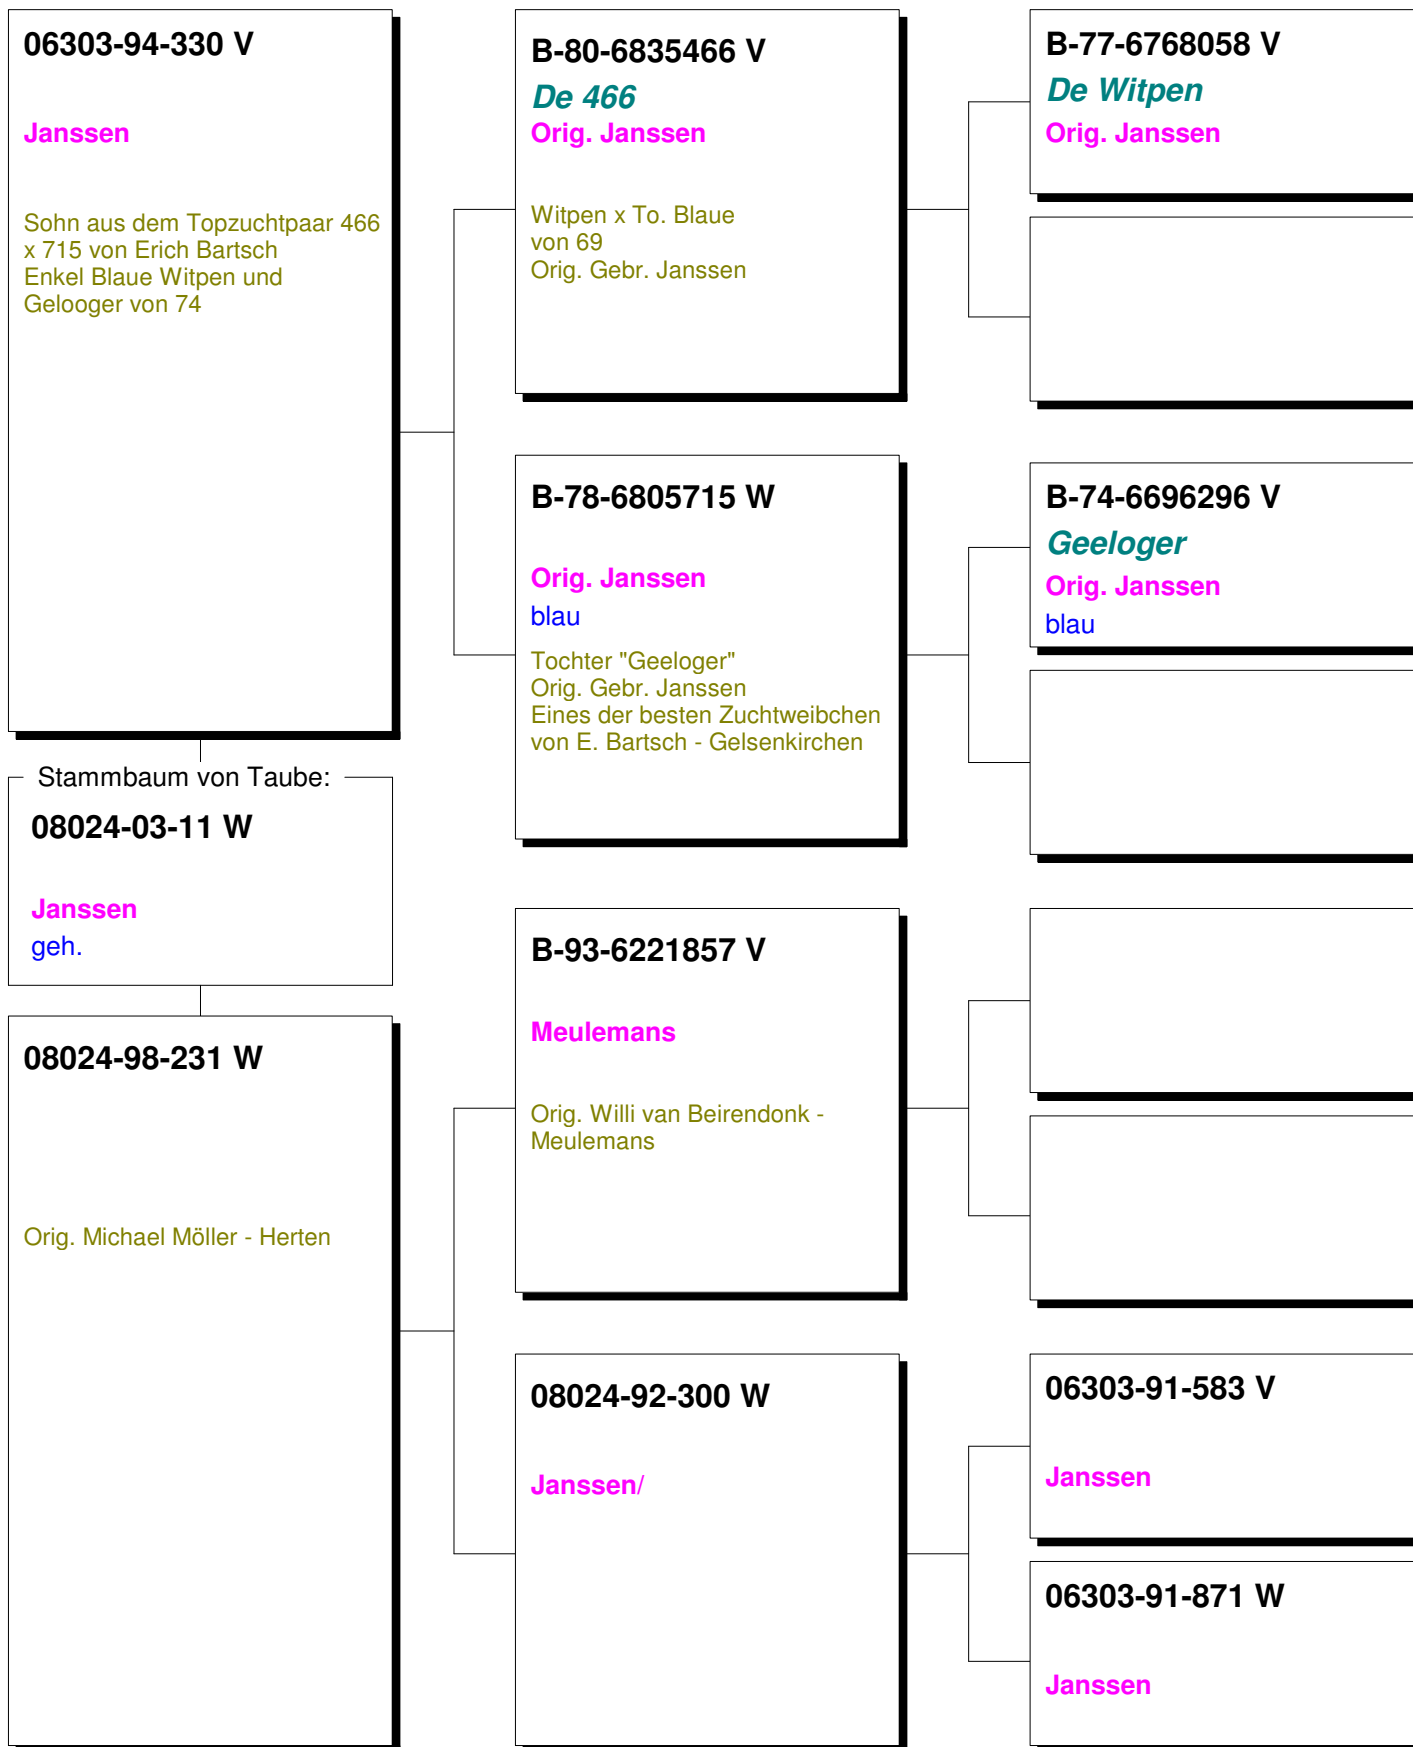 06303-94-330 V
Janssen
Sohn aus dem Topzuchtpaar 466
x 715 von Erich Bartsch
Enkel Blaue Witpen und
Gelooger von 74
Stammbaum von Taube:
08024-03-11 W
Janssen
geh.
08024-98-231 W
Orig. Michael Möller - Herten
B-80-6835466 V
De 466
Orig. Janssen
Witpen x To. Blaue
von 69
Orig. Gebr. Janssen
B-78-6805715 W
Orig. Janssen
blau
Tochter "Geeloger"
Orig. Gebr. Janssen
Eines der besten Zuchtweibchen
von E. Bartsch - Gelsenkirchen
B-93-6221857 V
Meulemans
Orig. Willi van Beirendonk -
Meulemans
08024-92-300 W
Janssen/
B-77-6768058 V
De Witpen
Orig. Janssen
B-74-6696296 V
Geeloger
Orig. Janssen
blau
06303-91-583 V
Janssen
06303-91-871 W
Janssen